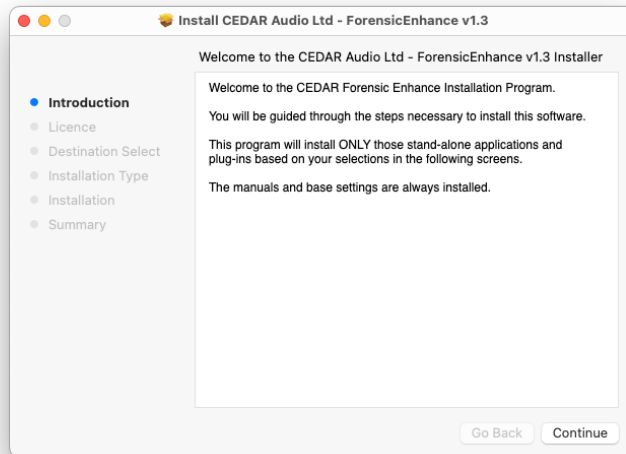 Install CEDAR Audio Ltd - ForensicEnhance v1.3
Welcome to the CEDAR Audio Ltd - ForensicEnhance v1.3 Installer
Introduction
Licence
Destination Select
Installation Type
Installation
Summary
Welcome to the CEDAR Forensic Enhance Installation Program.
You will be guided through the steps necessary to install this software.
This program will install ONLY those stand-alone applications and
plug-ins based on your selections in the following screens.
The manuals and base settings are always installed.
Go Back
Continue